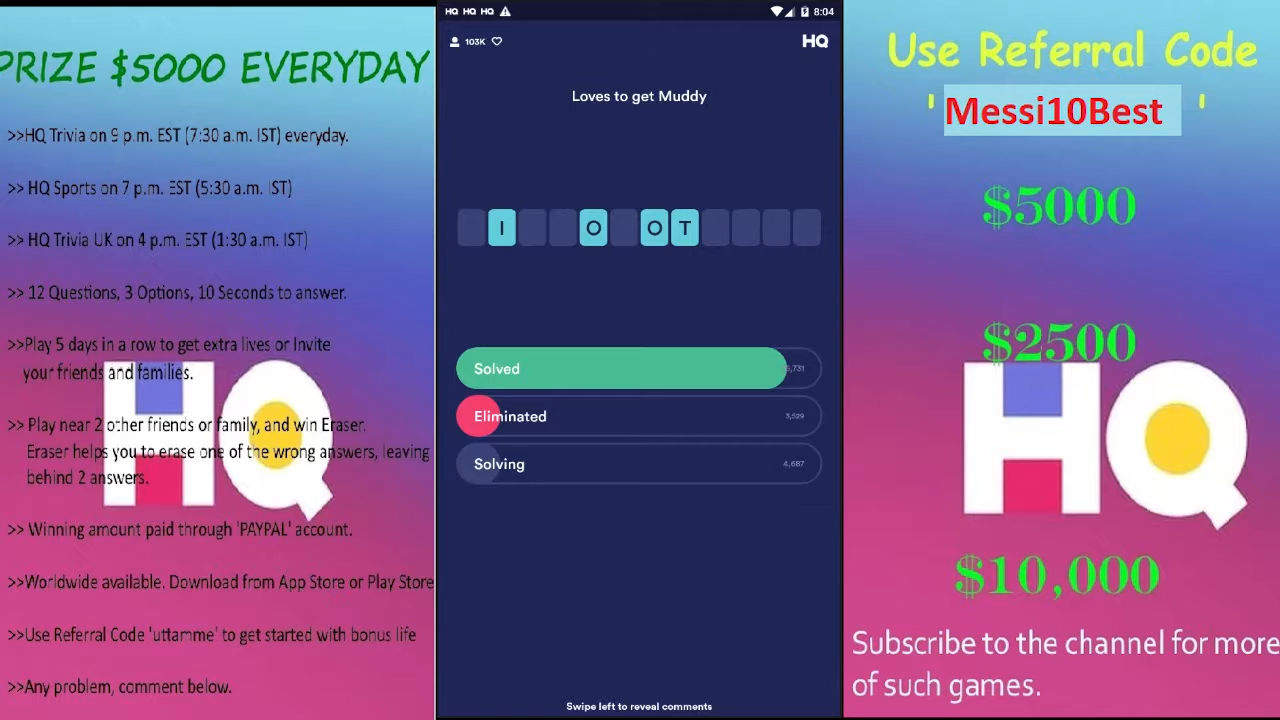 PRIZE $5000 EVERYDAY
>>HQ Trivia on 9 p.m. EST (7:30 a.m. IST) everyday.
>> HQ Sports on 7 p.m. EST (5:30 a.m. IST)
>> HQ Trivia UK on 4 p.m. EST (1:30 a.m. IST)
>> 12 Questions, 3 Options, 10 Seconds to answer.
>>Play 5 days in a row to get extra lives or Invite
your friends and families.
>> Play near 2 other friends or family, and win Eraser.
Eraser helps you to erase one of the wrong answers, leaving
behind 2 answers.
>> Winning amount paid through 'PAYPAL' account.
>>Worldwide available. Download from App Store or Play Store
>>Use Referral Code 'uttamme' to get started with bonus life
>>Any problem, comment below.
HQ
HQ HQ HQ 8:04
103K HQ
Loves to get Muddy
I O O T
Solved
Eliminated 3,529
Solving 4,687
Swipe left to reveal comments
Use Referral Code
' Messi10Best '
$5000
$2500
HQ
$10,000
Subscribe to the channel for more
of such games.